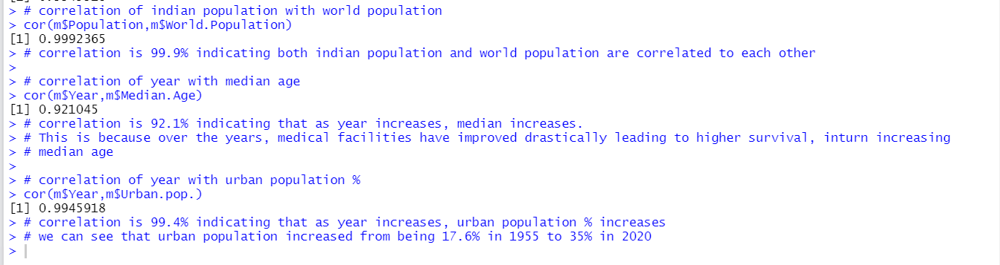 > # correlation of indian population with world population
> cor(m$Population,m$World.Population)
[1] 0.9992365
> # correlation is 99.9% indicating both indian population and world population are correlated to each other
>
> # correlation of year with median age
> cor(m$Year,m$Median.Age)
[1] 0.921045
> # correlation is 92.1% indicating that as year increases, median increases.
> # This is because over the years, medical facilities have improved drastically leading to higher survival, inturn increasing
> # median age
>
> # correlation of year with urban population %
> cor(m$Year,m$Urban.pop.)
[1] 0.9945918
> # correlation is 99.4% indicating that as year increases, urban population % increases
> # we can see that urban population increased from being 17.6% in 1955 to 35% in 2020
>